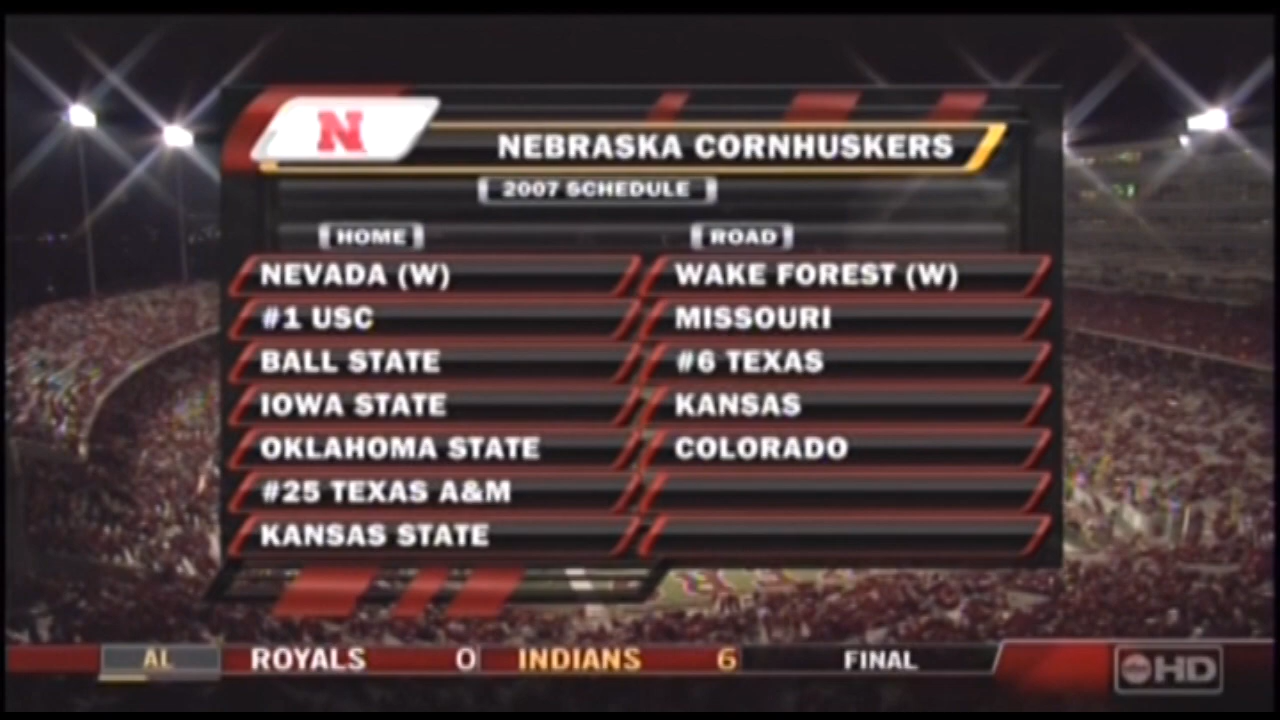 N
NEBRASKA CORNHUSKERS
2007 SCHEDULE
HOME
NEVADA (W)
#1 USC
BALL STATE
IOWA STATE
OKLAHOMA STATE
#25 TEXAS A&M
KANSAS STATE
ROAD
WAKE FOREST (W)
MISSOURI
#6 TEXAS
KANSAS
COLORADO
AL ROYALS 0 INDIANS 6 FINAL
abc HD